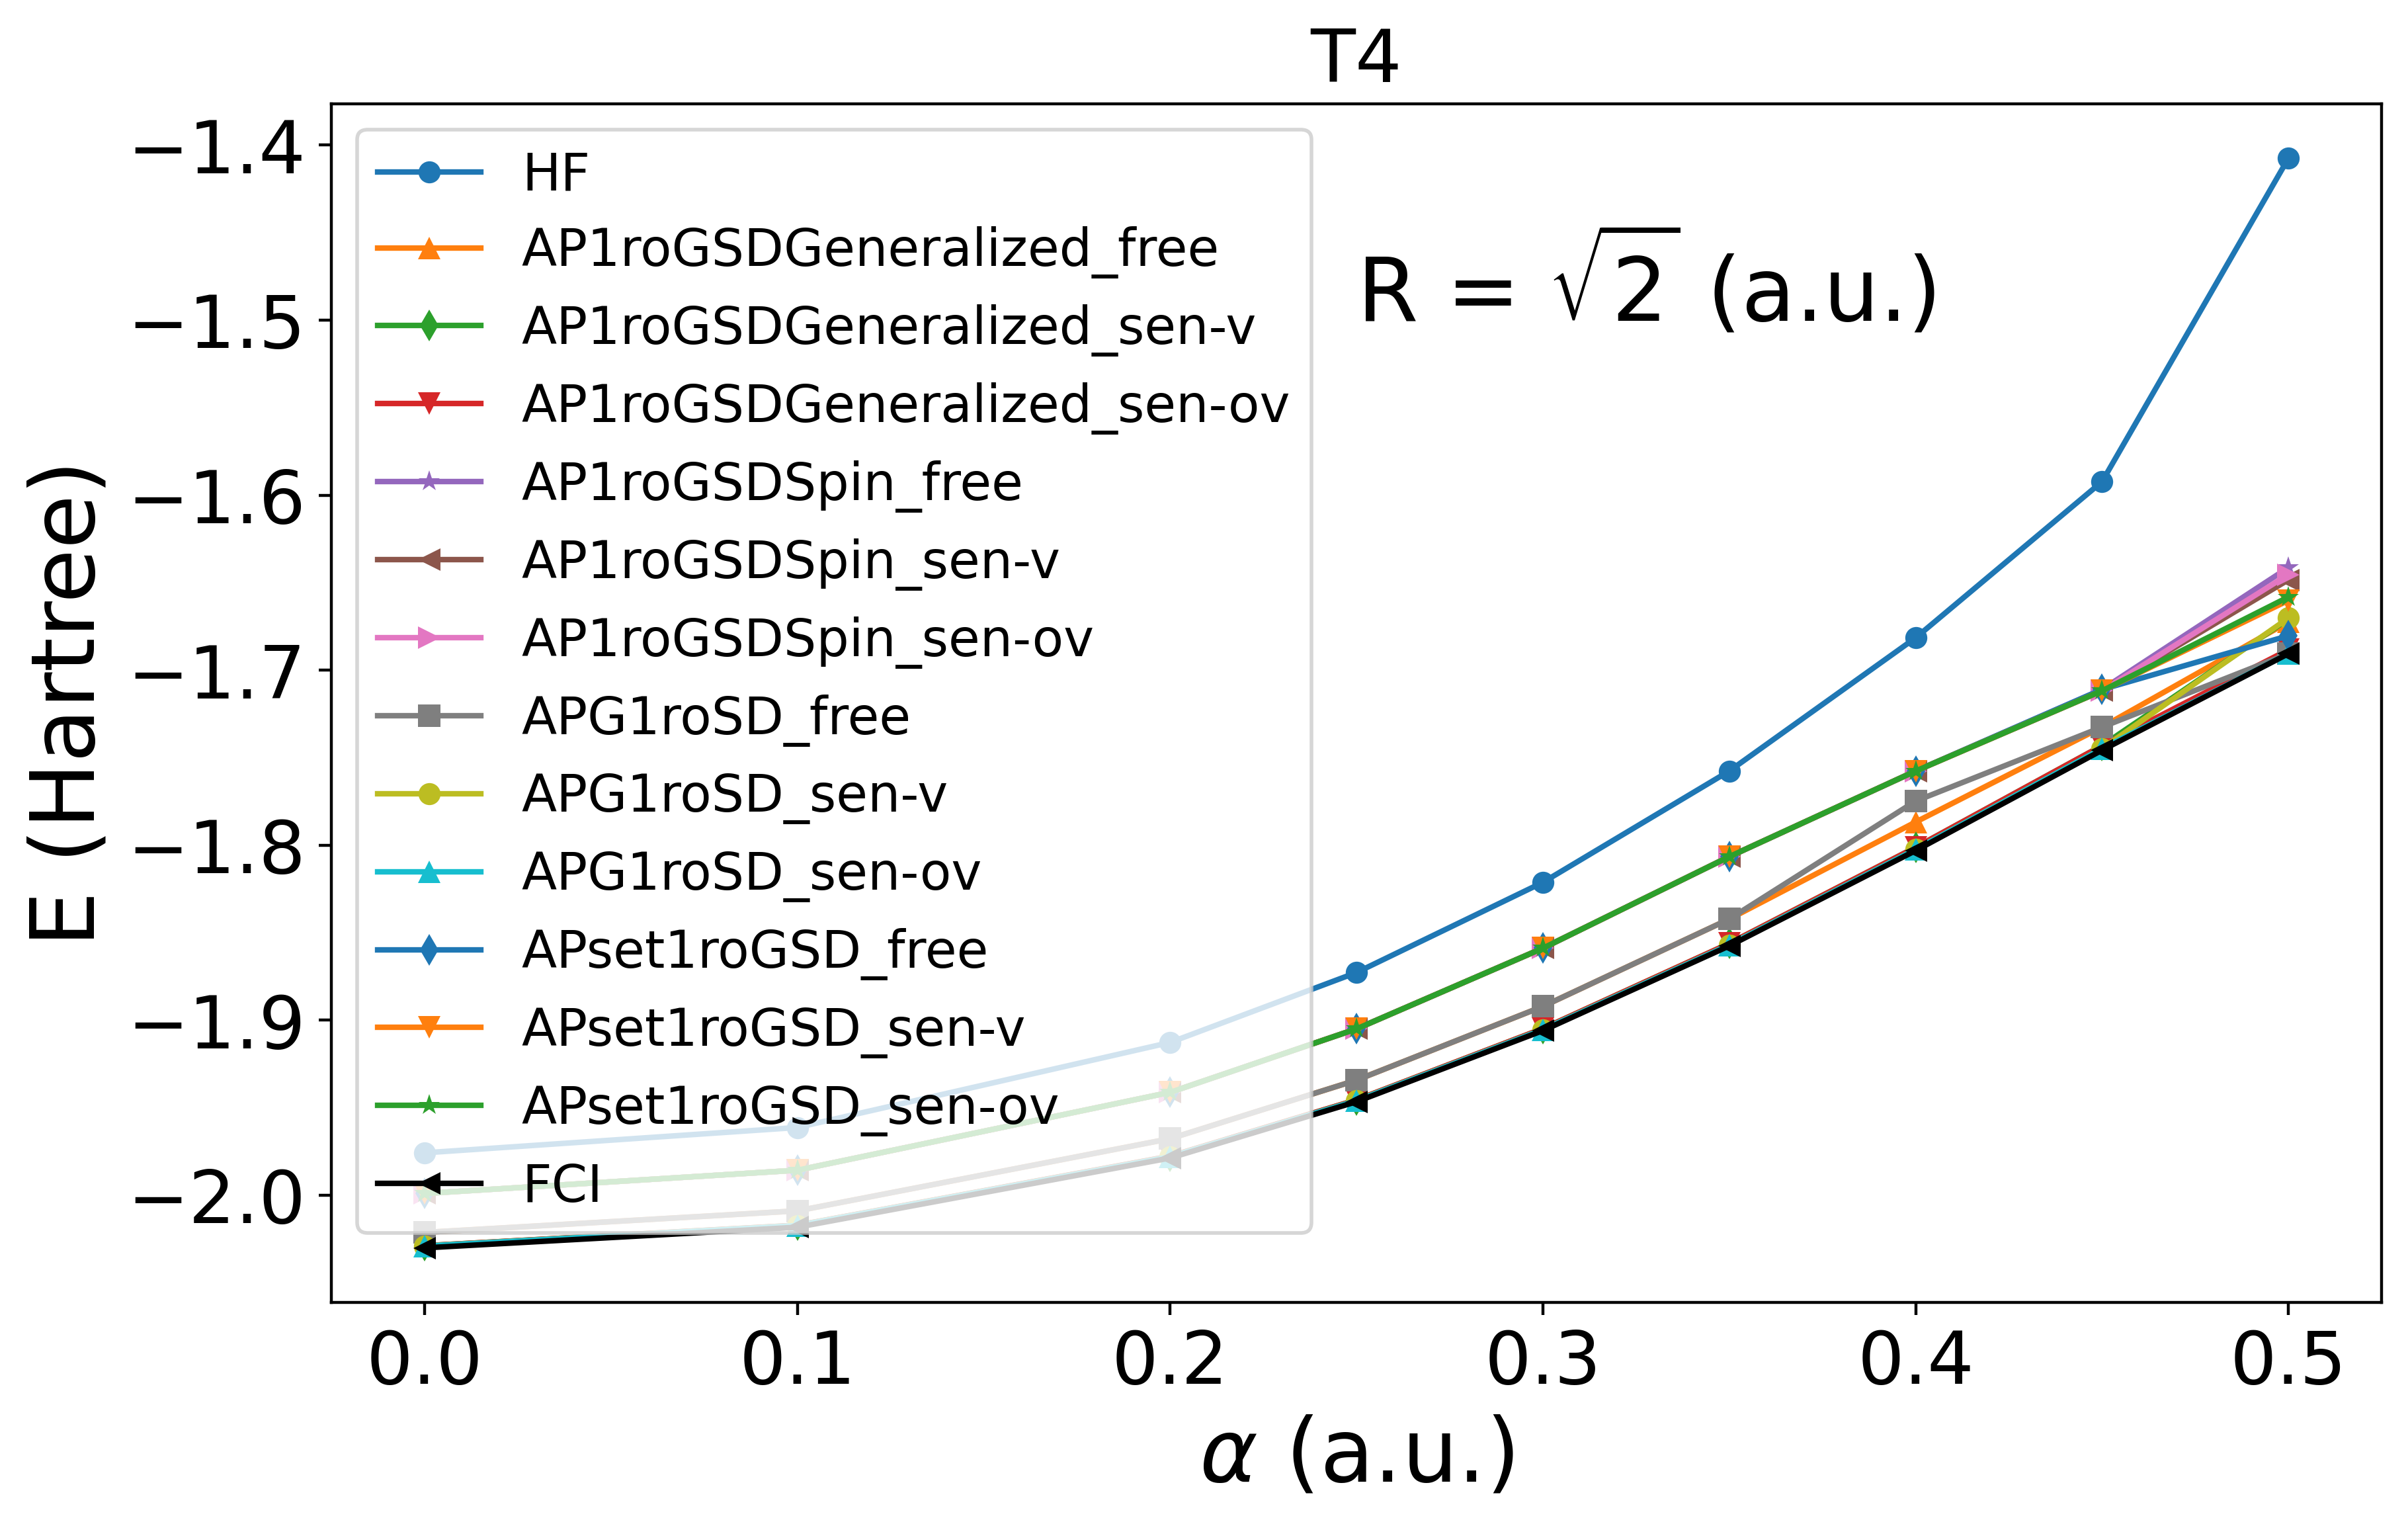 T4
R = √2 (a.u.)
HF
AP1roGSDGeneralized_free
AP1roGSDGeneralized_sen-v
AP1roGSDGeneralized_sen-ov
AP1roGSDSpin_free
AP1roGSDSpin_sen-v
AP1roGSDSpin_sen-ov
APG1roSD_free
APG1roSD_sen-v
APG1roSD_sen-ov
APset1roGSD_free
APset1roGSD_sen-v
APset1roGSD_sen-ov
FCI
E (Hartree)
−1.4
−1.5
−1.6
−1.7
−1.8
−1.9
−2.0
0.0 0.1 0.2 0.3 0.4 0.5
α (a.u.)